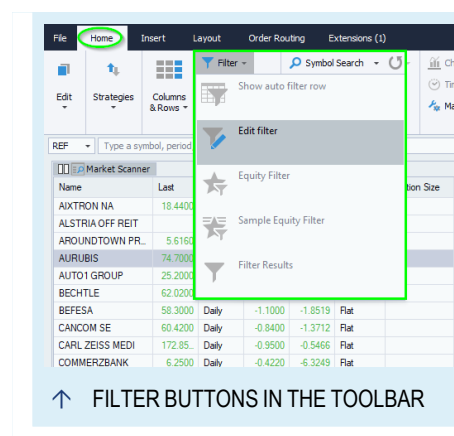 File Home Insert Layout Order Routing Extensions (1)
Filter Symbol Search
Edit Strategies Columns & Rows
Show auto filter row
Edit filter
Equity Filter
Sample Equity Filter
Filter Results
REF Type a symbol, period
Market Scanner
Name Last
AIXTRON NA 18.4400
ALSTRIA OFF REIT
AROUNDTOWN PR... 5.6160
AURUBIS 74.7000
AUTO1 GROUP 25.2000
BECHTLE 62.0200
BEFESA 58.3000 Daily -1.1000 -1.8519 Flat
CANCOM SE 60.4200 Daily -0.8400 -1.3712 Flat
CARL ZEISS MEDI 172.85... Daily -0.9500 -0.5466 Flat
COMMERZBANK 6.2500 Daily -0.4220 -6.3249 Flat
↑ FILTER BUTTONS IN THE TOOLBAR